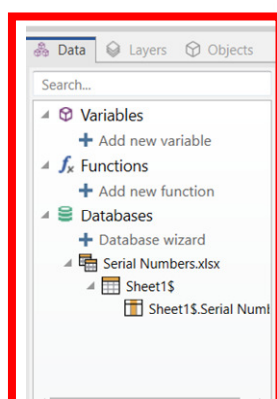 Data Layers Objects
Search...
Variables
Add new variable
Functions
Add new function
Databases
Database wizard
Serial Numbers.xlsx
Sheet1$
Sheet1$.Serial